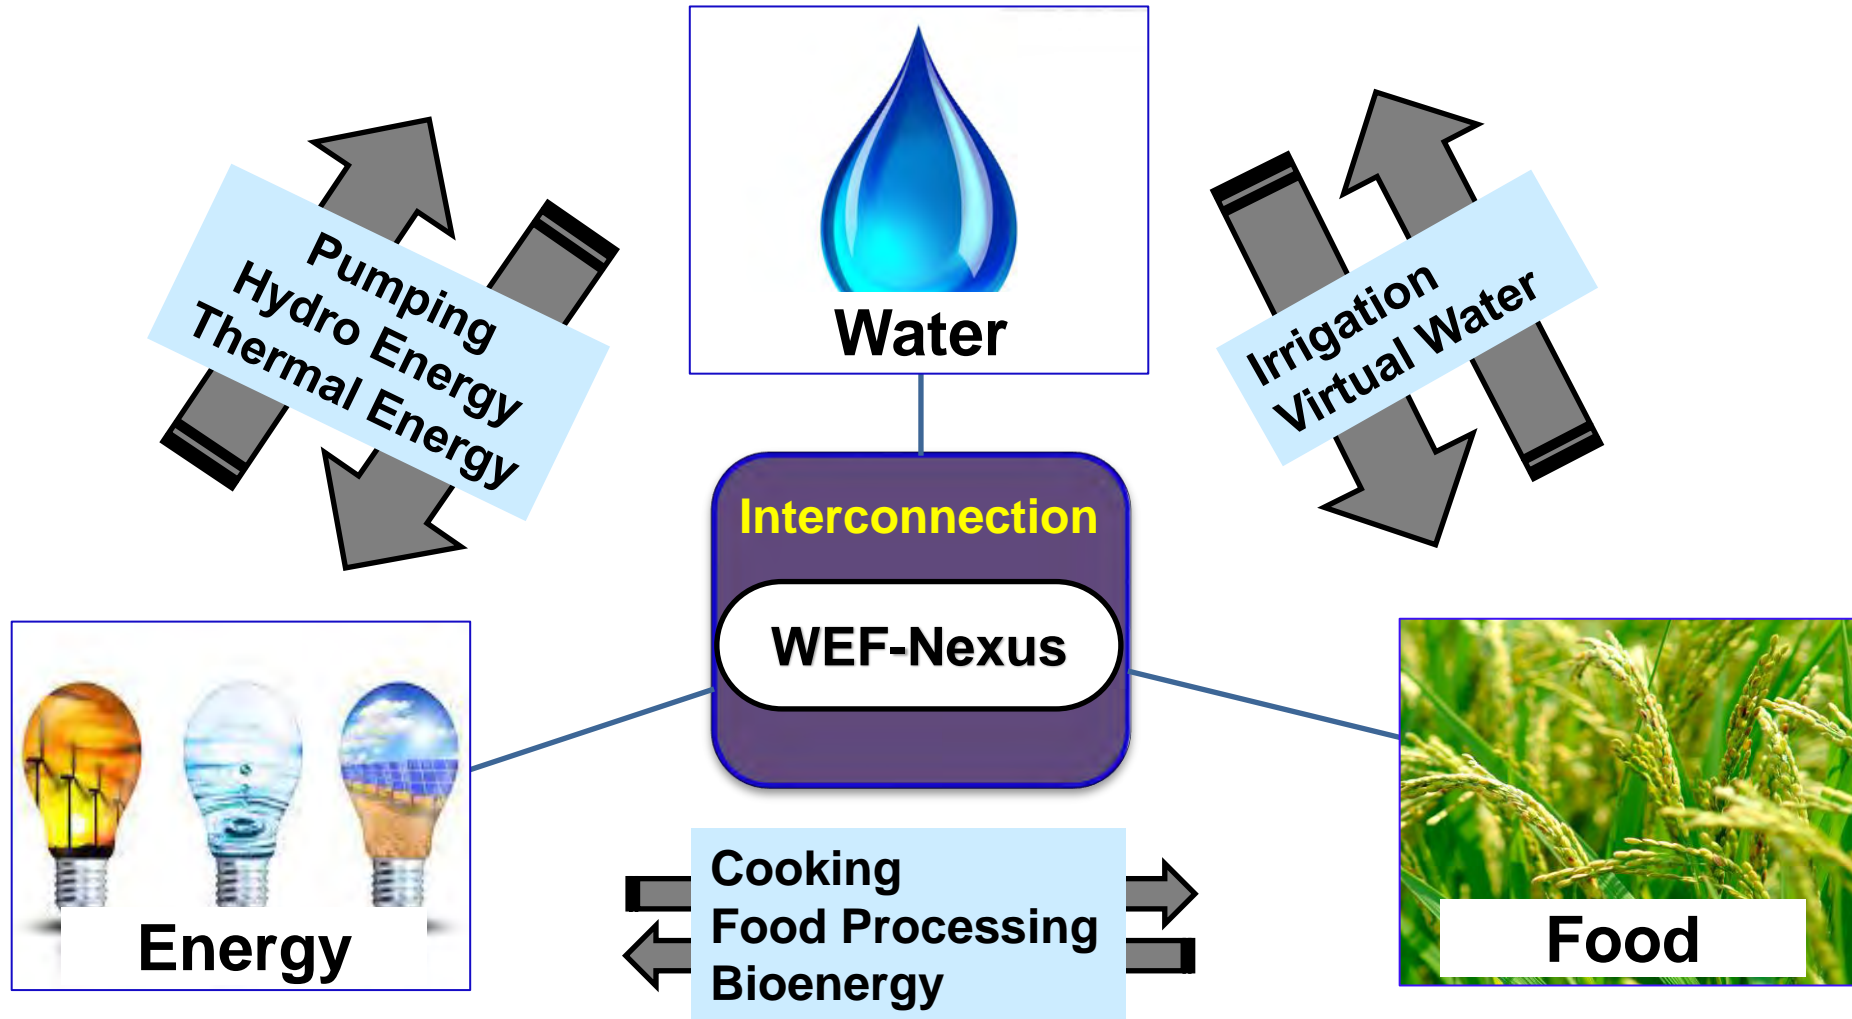 Water
Pumping
Hydro Energy
Thermal Energy
Irrigation
Virtual Water
Interconnection
WEF-Nexus
Energy
Cooking
Food Processing
Bioenergy
Food